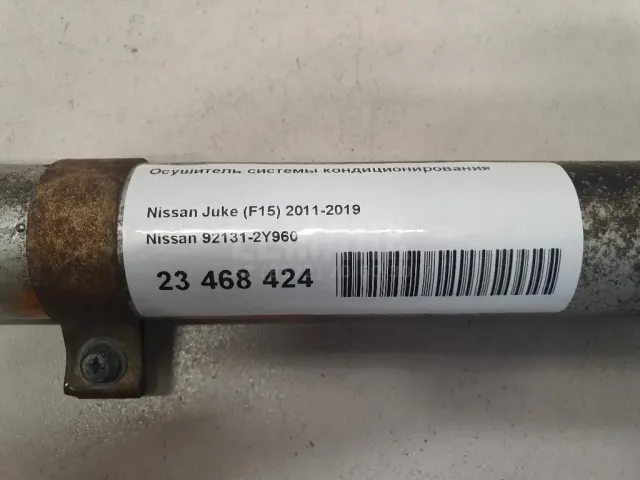 Осушитель системы кондиционирования
Nissan Juke (F15) 2011-2019
Nissan 92131-2Y960
23 468 424